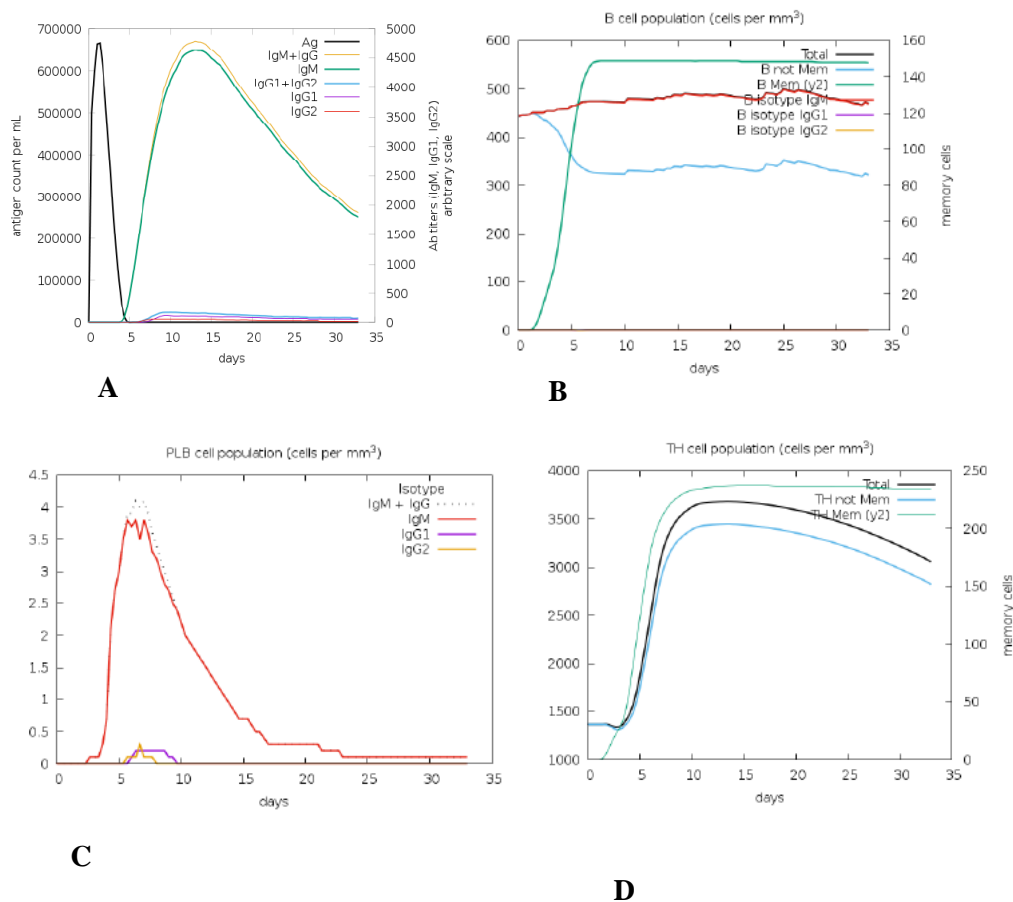 700000
600000
500000
400000
300000
200000
100000
0
antiger count per mL
0 5 10 15 20 25 30 35
days
5000
4500
4000
3500
3000
2500
2000
1500
1000
500
0
Ab titers (IgM, IgG1, IgG2)
arbtrary scale
Ag
IgM+IgG
IgM
IgG1+IgG2
IgG1
IgG2
A
B cell population (cells per mm³)
600
500
400
300
200
100
0
0 5 10 15 20 25 30 35
days
160
140
120
100
80
60
40
20
0
memory cells
Total
B not Mem
B Mem (y2)
B isotype IgM
B isotype IgG1
B isotype IgG2
B
PLB cell population (cells per mm³)
4.5
4
3.5
3
2.5
2
1.5
1
0.5
0
0 5 10 15 20 25 30 35
days
Isotype
IgM + IgG
IgM
IgG1
IgG2
C
TH cell population (cells per mm³)
4000
3500
3000
2500
2000
1500
1000
0 5 10 15 20 25 30 35
days
250
200
150
100
50
0
memory cells
Total
TH not Mem
TH Mem (y2)
D